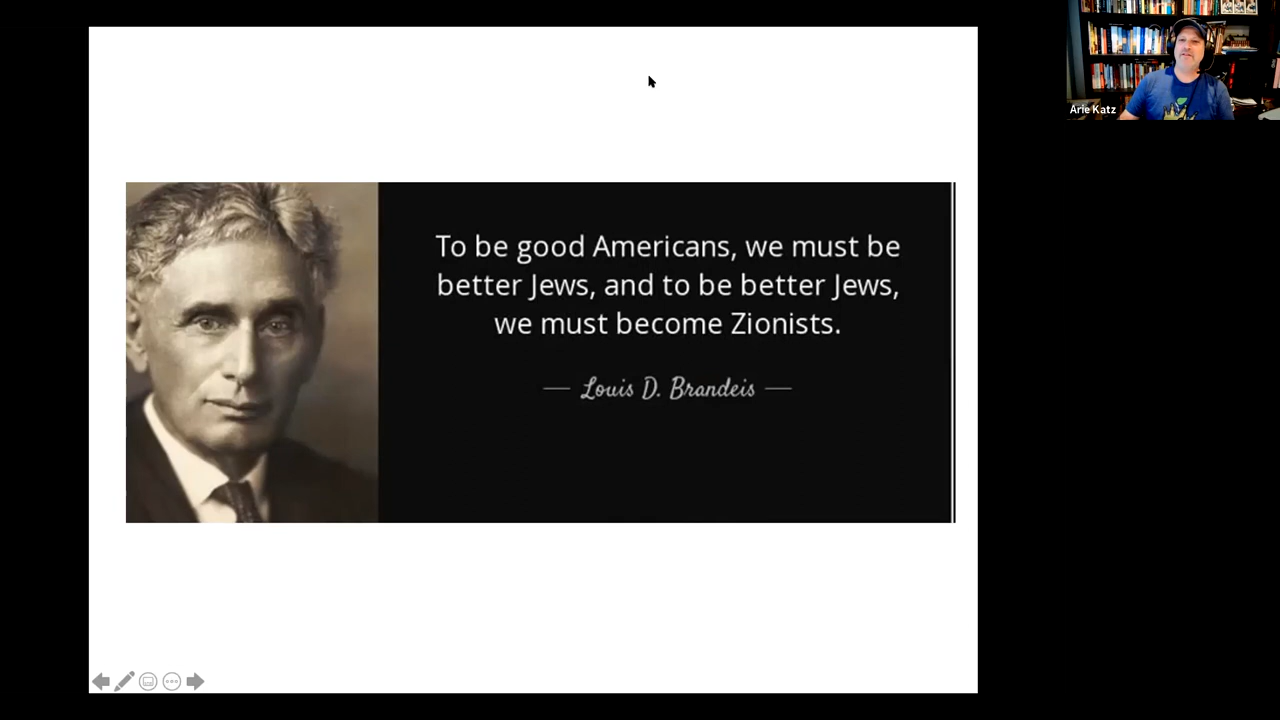 To be good Americans, we must be
better Jews, and to be better Jews,
we must become Zionists.
— Louis D. Brandeis —
Arie Katz